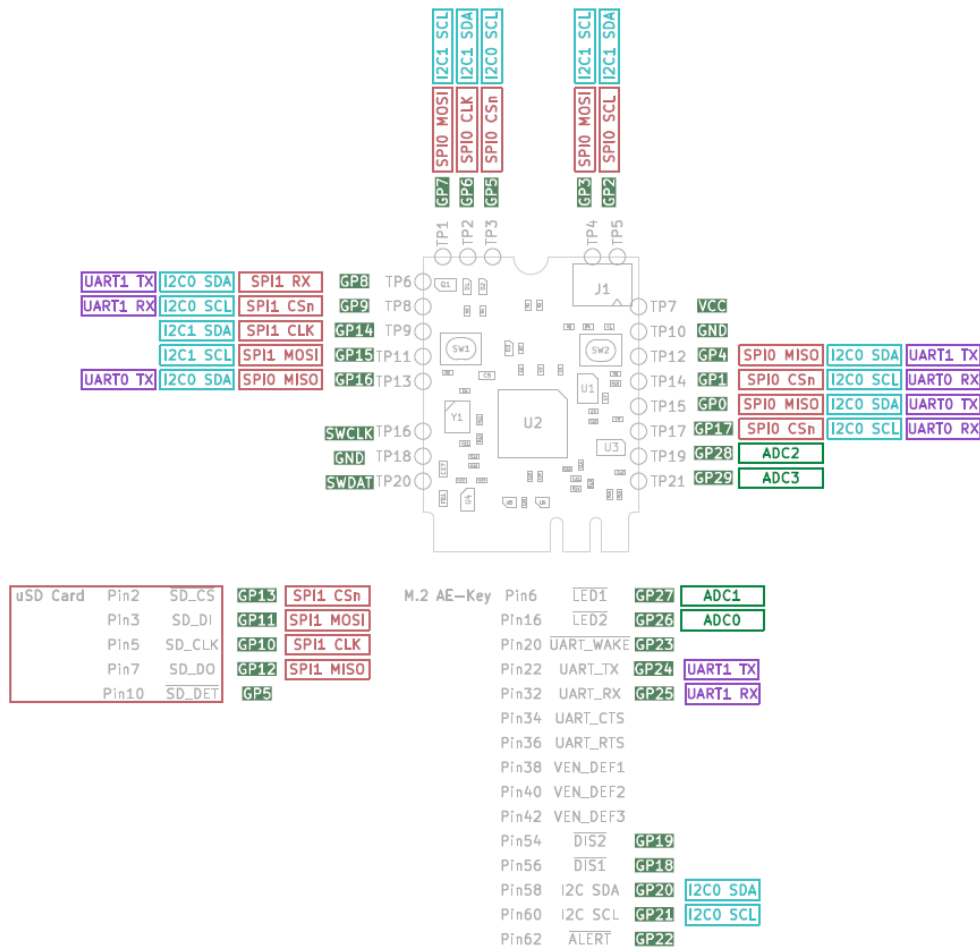 I2C1 SCL I2C1 SDA I2C0 SCL I2C1 SCL I2C1 SDA
SPI0 MOSI SPI0 CLK SPI0 CSn SPI0 MOSI SPI0 SCL
GP7 GP6 GP5 GP3 GP2
TP1 TP2 TP3 TP4 TP5
UART1 TX I2C0 SDA SPI1 RX GP8 TP6
Q1 D1 D2 J1
UART1 RX I2C0 SCL SPI1 CSn GP9 TP8
TP7 VCC
I2C1 SDA SPI1 CLK GP14 TP9
TP10 GND
I2C1 SCL SPI1 MOSI GP15 TP11
SW1 SW2
TP12 GP4 SPI0 MISO I2C0 SDA UART1 TX
UART0 TX I2C0 SDA SPI0 MISO GP16 TP13
U1
TP14 GP1 SPI0 CSn I2C0 SCL UART0 RX
TP15 GP0 SPI0 MISO I2C0 SDA UART0 TX
Y1 U2
SWCLK TP16
TP17 GP17 SPI0 CSn I2C0 SCL UART0 RX
U3
GND TP18
TP19 GP28 ADC2
SWDAT TP20
U4
TP21 GP29 ADC3
uSD Card Pin2 SD_CS GP13 SPI1 CSn
Pin3 SD_DI GP11 SPI1 MOSI
Pin5 SD_CLK GP10 SPI1 CLK
Pin7 SD_DO GP12 SPI1 MISO
Pin10 SD_DET GP5
M.2 AE-Key Pin6 LED1 GP27 ADC1
Pin16 LED2 GP26 ADC0
Pin20 UART_WAKE GP23
Pin22 UART_TX GP24 UART1 TX
Pin32 UART_RX GP25 UART1 RX
Pin34 UART_CTS
Pin36 UART_RTS
Pin38 VEN_DEF1
Pin40 VEN_DEF2
Pin42 VEN_DEF3
Pin54 DIS2 GP19
Pin56 DIS1 GP18
Pin58 I2C SDA GP20 I2C0 SDA
Pin60 I2C SCL GP21 I2C0 SCL
Pin62 ALERT GP22